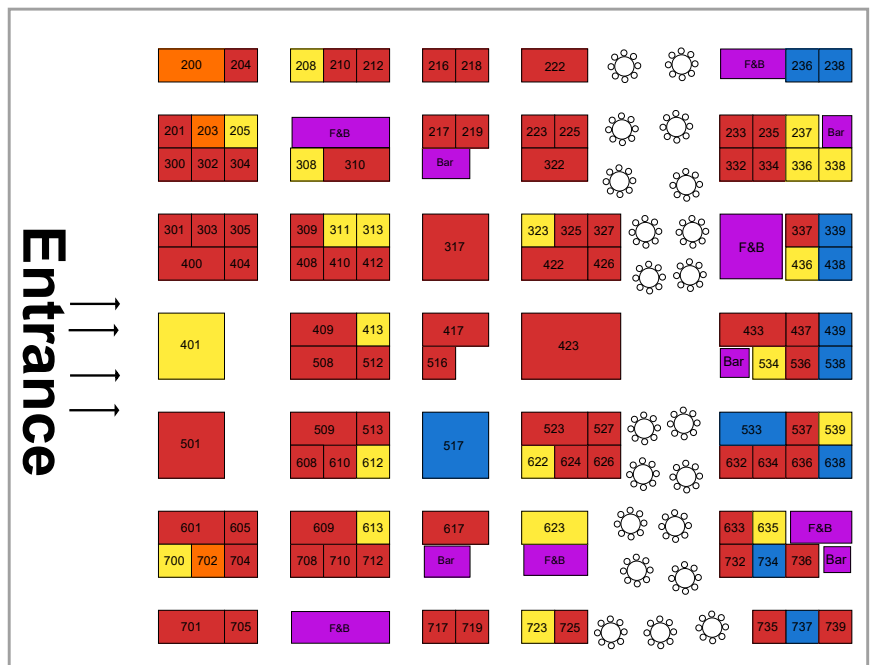 200 204 208 210 212 216 218 222 F&B 236 238
201 203 205 F&B 217 219 223 225 233 235 237 Bar
300 302 304 308 310 Bar 322 332 334 336 338
301 303 305 309 311 313 317 323 325 327 F&B 337 339
400 404 408 410 412 422 426 436 438
Entrance
401 409 413 417 423 433 437 439
508 512 516 Bar 534 536 538
501 509 513 517 523 527 533 537 539
608 610 612 622 624 626 632 634 636 638
601 605 609 613 617 623 633 635 F&B
700 702 704 708 710 712 Bar F&B 732 734 736 Bar
701 705 F&B 717 719 723 725 735 737 739